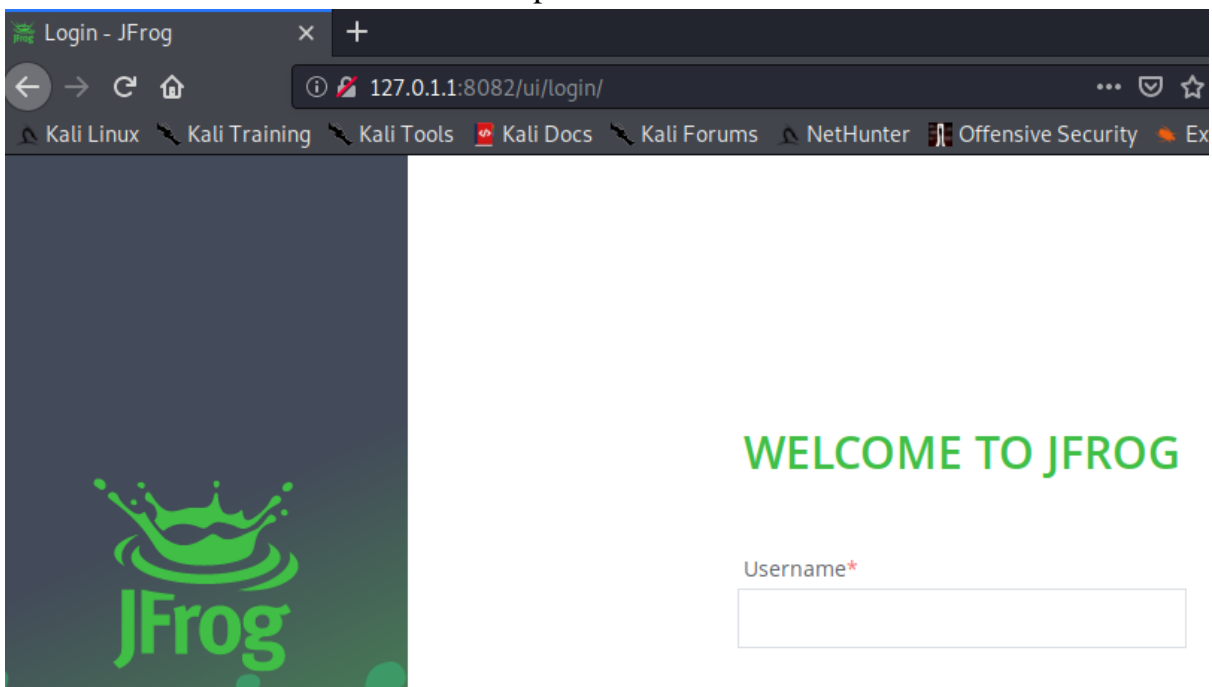 Login - JFrog
127.0.1.1:8082/ui/login/
Kali Linux Kali Training Kali Tools Kali Docs Kali Forums NetHunter Offensive Security Ex
WELCOME TO JFROG
Username*
JFrog